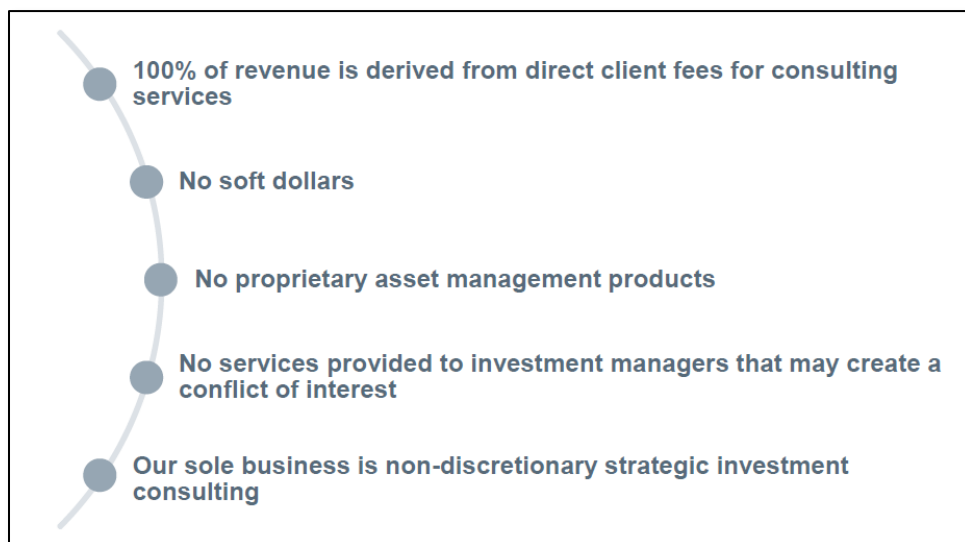 100% of revenue is derived from direct client fees for consulting
services
No soft dollars
No proprietary asset management products
No services provided to investment managers that may create a
conflict of interest
Our sole business is non-discretionary strategic investment
consulting